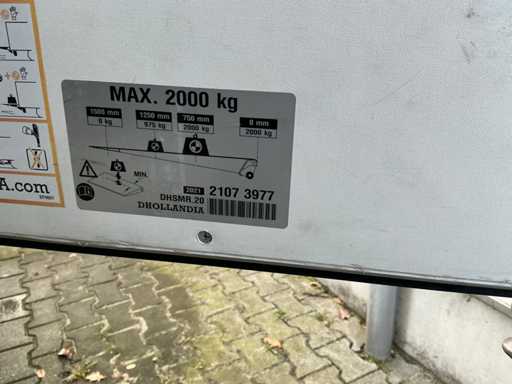 MAX. 2000 kg
1500 mm
0 kg
1250 mm
975 kg
750 mm
2000 kg
0 mm
2000 kg
MIN.
2021 2107 3977
DHSMR.20
DHOLLANDIA
A.com